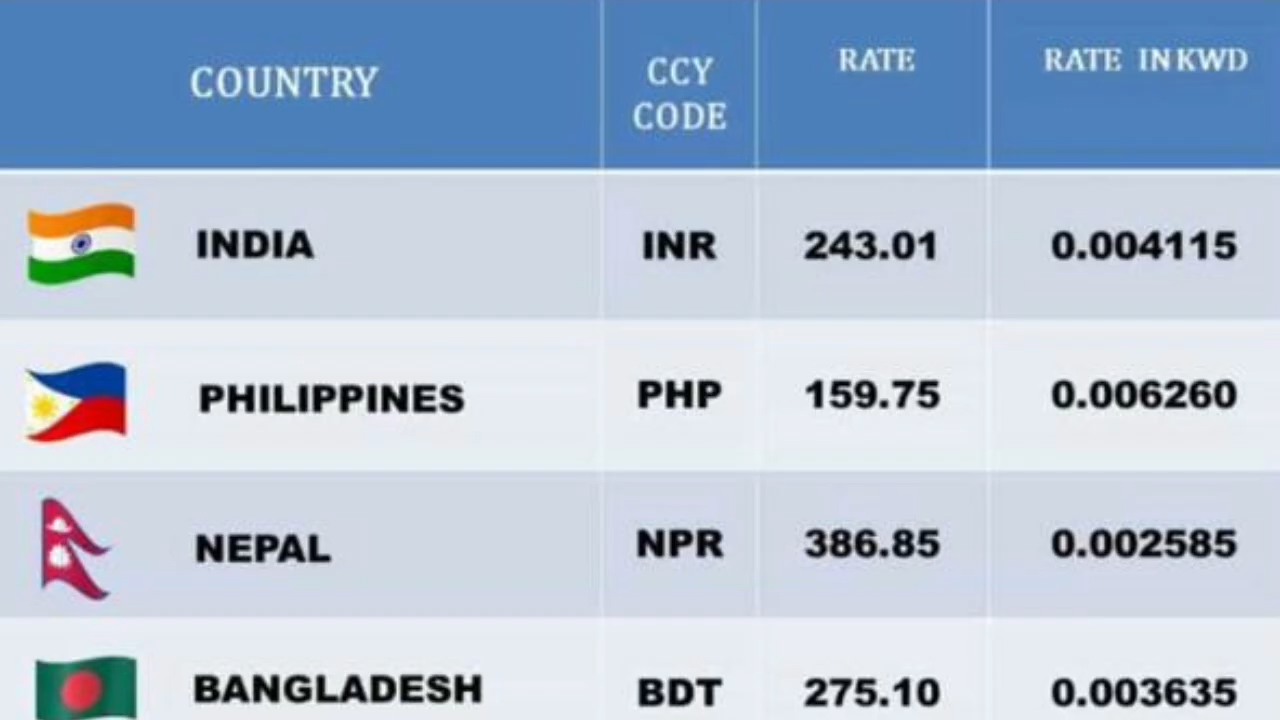 COUNTRY CCY CODE RATE RATE IN KWD
INDIA INR 243.01 0.004115
PHILIPPINES PHP 159.75 0.006260
NEPAL NPR 386.85 0.002585
BANGLADESH BDT 275.10 0.003635